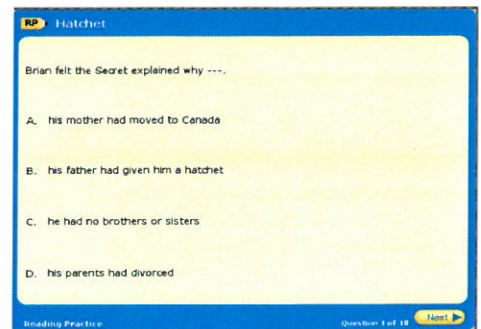 RP Hatchet
Brian felt the Secret explained why ---.
A. his mother had moved to Canada
B. his father had given him a hatchet
C. he had no brothers or sisters
D. his parents had divorced
Reading Practice Question 1 of 10 Next